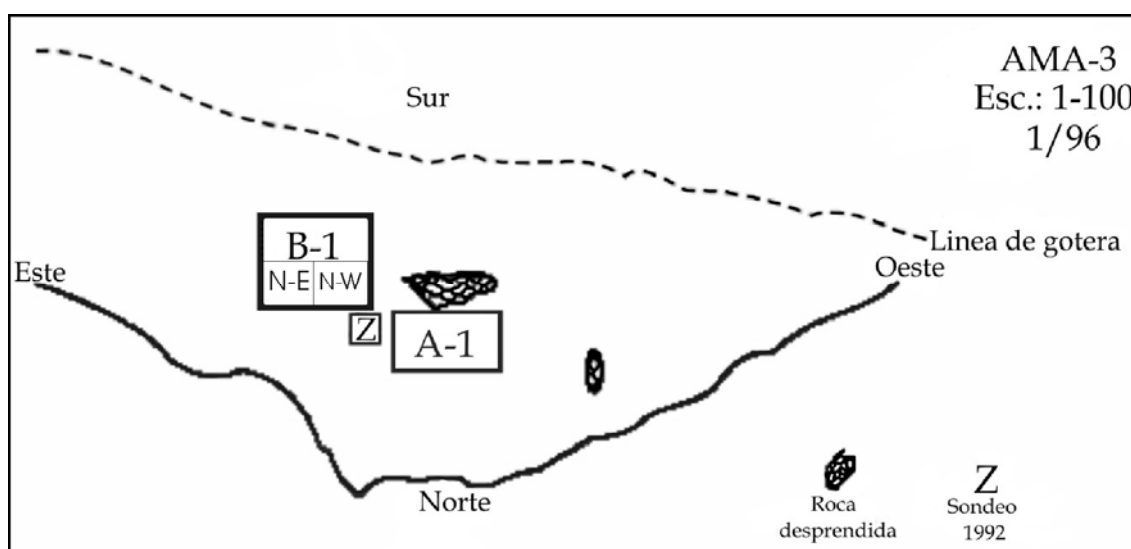 AMA-3
Esc.: 1-100
1/96
Sur
Linea de gotera
Este
Oeste
B-1
N-E N-W
Z
A-1
Norte
Roca
desprendida
Z
Sondeo
1992